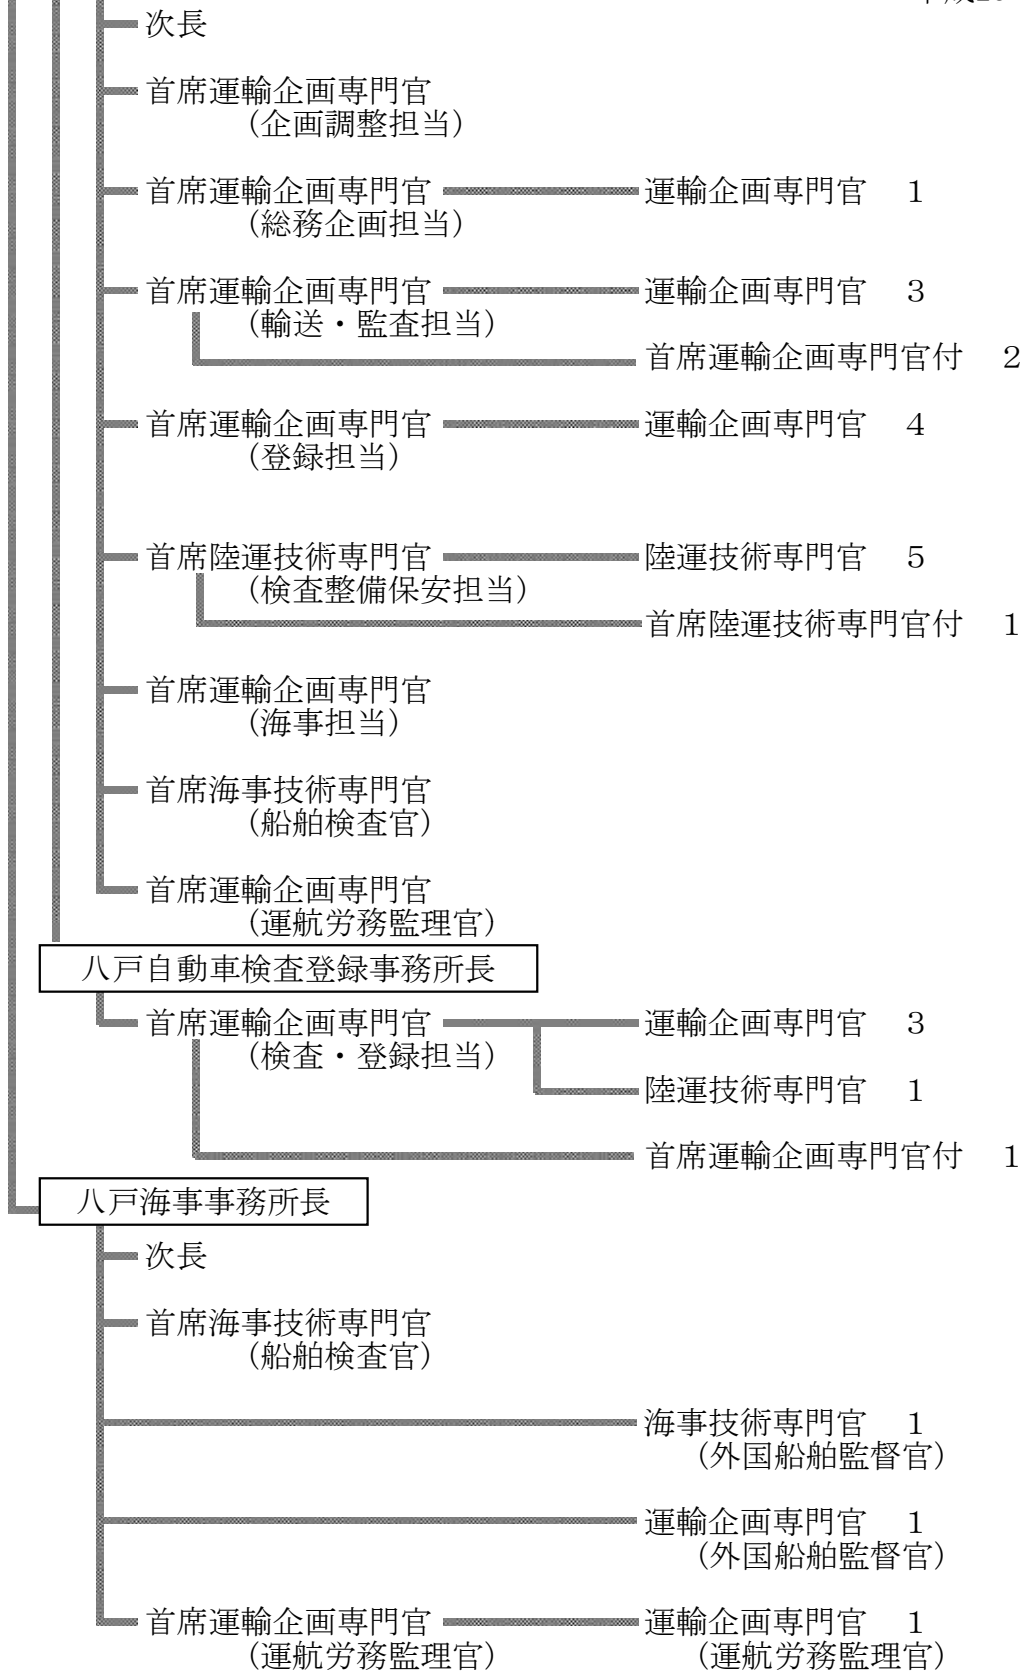 次長
首席運輸企画専門官
（企画調整担当）
首席運輸企画専門官 運輸企画専門官　１
（総務企画担当）
首席運輸企画専門官 運輸企画専門官　３
（輸送・監査担当）
首席運輸企画専門官付　２
首席運輸企画専門官 運輸企画専門官　４
（登録担当）
首席陸運技術専門官 陸運技術専門官　５
（検査整備保安担当）
首席陸運技術専門官付　１
首席運輸企画専門官
（海事担当）
首席海事技術専門官
（船舶検査官）
首席運輸企画専門官
（運航労務監理官）
八戸自動車検査登録事務所長
首席運輸企画専門官 運輸企画専門官　３
（検査・登録担当）
陸運技術専門官　１
首席運輸企画専門官付　１
八戸海事事務所長
次長
首席海事技術専門官
（船舶検査官）
海事技術専門官　１
（外国船舶監督官）
運輸企画専門官　１
（外国船舶監督官）
首席運輸企画専門官 運輸企画専門官　１
（運航労務監理官） （運航労務監理官）